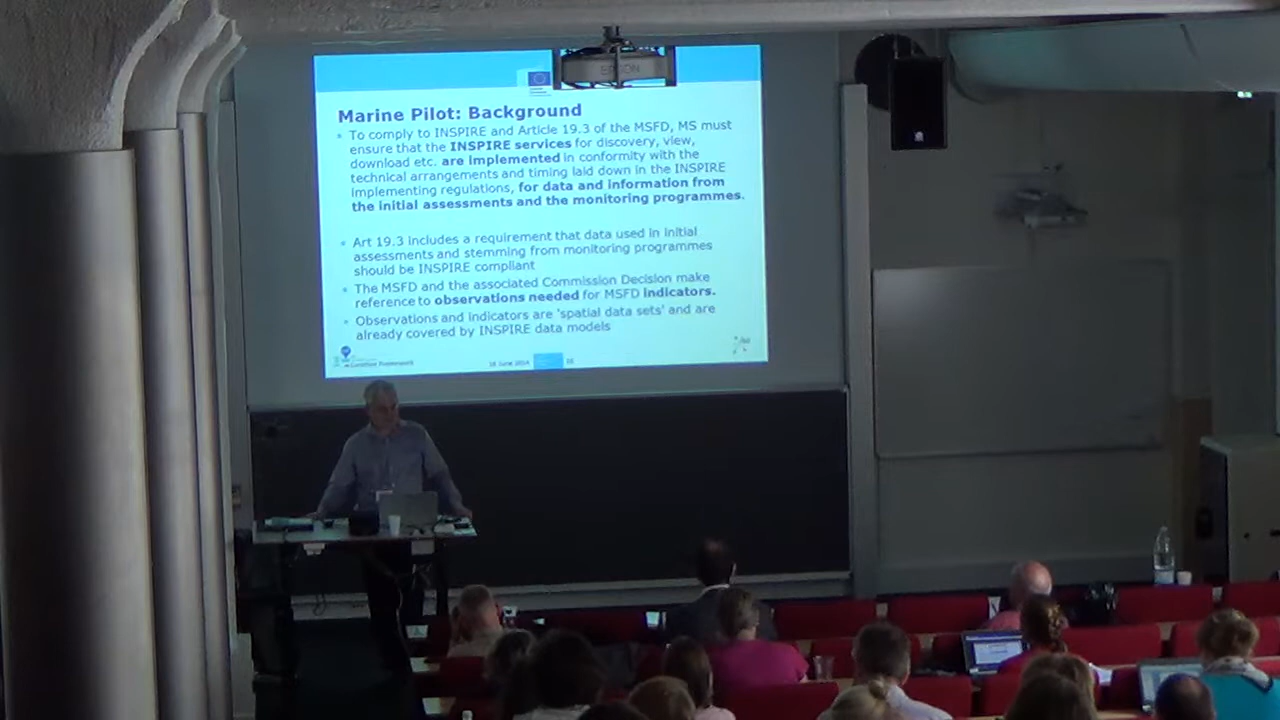 EPSON
Marine Pilot: Background
• To comply to INSPIRE and Article 19.3 of the MSFD, MS must
ensure that the INSPIRE services for discovery, view,
download etc. are implemented in conformity with the
technical arrangements and timing laid down in the INSPIRE
implementing regulations, for data and information from
the initial assessments and the monitoring programmes.
• Art 19.3 includes a requirement that data used in initial
assessments and stemming from monitoring programmes
should be INSPIRE compliant
• The MSFD and the associated Commission Decision make
reference to observations needed for MSFD indicators.
• Observations and indicators are 'spatial data sets' and are
already covered by INSPIRE data models
June 2014